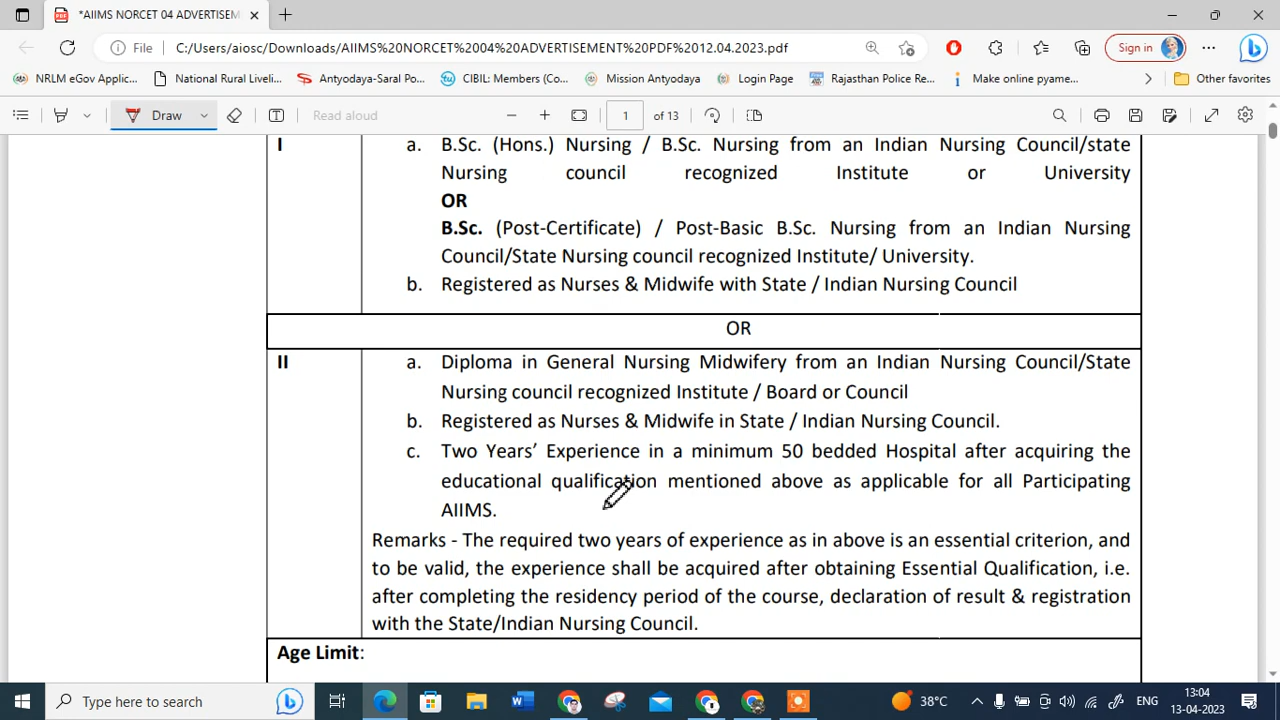 *AIIMS NORCET 04 ADVERTISEM
File C:/Users/aiosc/Downloads/AIIMS%20NORCET%2004%20ADVERTISEMENT%20PDF%2012.04.2023.pdf Sign in
NRLM eGov Applic... National Rural Liveli... Antyodaya-Saral Po... CIBIL: Members (Co... Mission Antyodaya Login Page Rajasthan Police Re... Make online pyame... Other favorites
Draw Read aloud 1 of 13
I a. B.Sc. (Hons.) Nursing / B.Sc. Nursing from an Indian Nursing Council/state
Nursing council recognized Institute or University
OR
B.Sc. (Post-Certificate) / Post-Basic B.Sc. Nursing from an Indian Nursing
Council/State Nursing council recognized Institute/ University.
b. Registered as Nurses & Midwife with State / Indian Nursing Council
OR
II a. Diploma in General Nursing Midwifery from an Indian Nursing Council/State
Nursing council recognized Institute / Board or Council
b. Registered as Nurses & Midwife in State / Indian Nursing Council.
c. Two Years’ Experience in a minimum 50 bedded Hospital after acquiring the
educational qualification mentioned above as applicable for all Participating
AIIMS.
Remarks - The required two years of experience as in above is an essential criterion, and
to be valid, the experience shall be acquired after obtaining Essential Qualification, i.e.
after completing the residency period of the course, declaration of result & registration
with the State/Indian Nursing Council.
Age Limit:
Type here to search 38°C ENG 13:04
13-04-2023